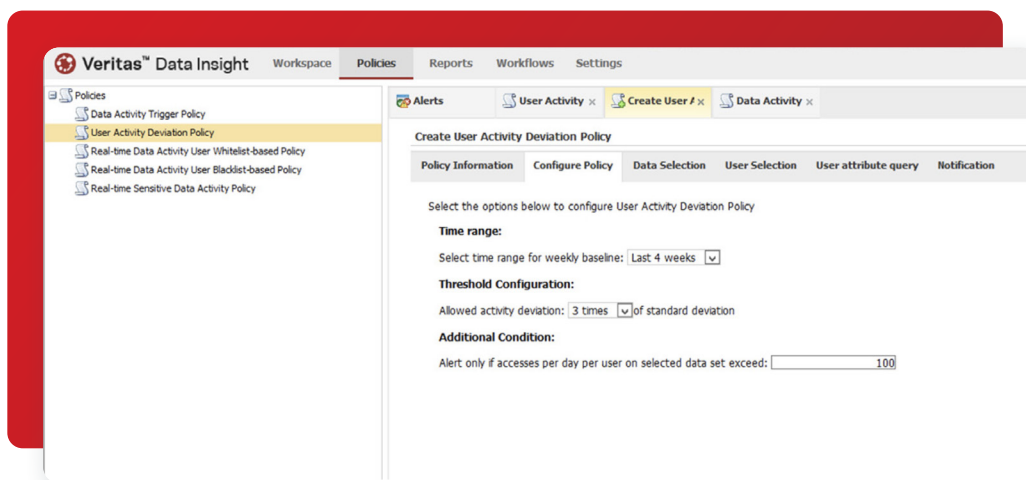 Veritas™ Data Insight Workspace Policies Reports Workflows Settings
Policies
Data Activity Trigger Policy
User Activity Deviation Policy
Real-time Data Activity User Whitelist-based Policy
Real-time Data Activity User Blacklist-based Policy
Real-time Sensitive Data Activity Policy
Alerts User Activity × Create User A × Data Activity ×
Create User Activity Deviation Policy
Policy Information Configure Policy Data Selection User Selection User attribute query Notification
Select the options below to configure User Activity Deviation Policy
Time range:
Select time range for weekly baseline: Last 4 weeks
Threshold Configuration:
Allowed activity deviation: 3 times of standard deviation
Additional Condition:
Alert only if accesses per day per user on selected data set exceed: 100